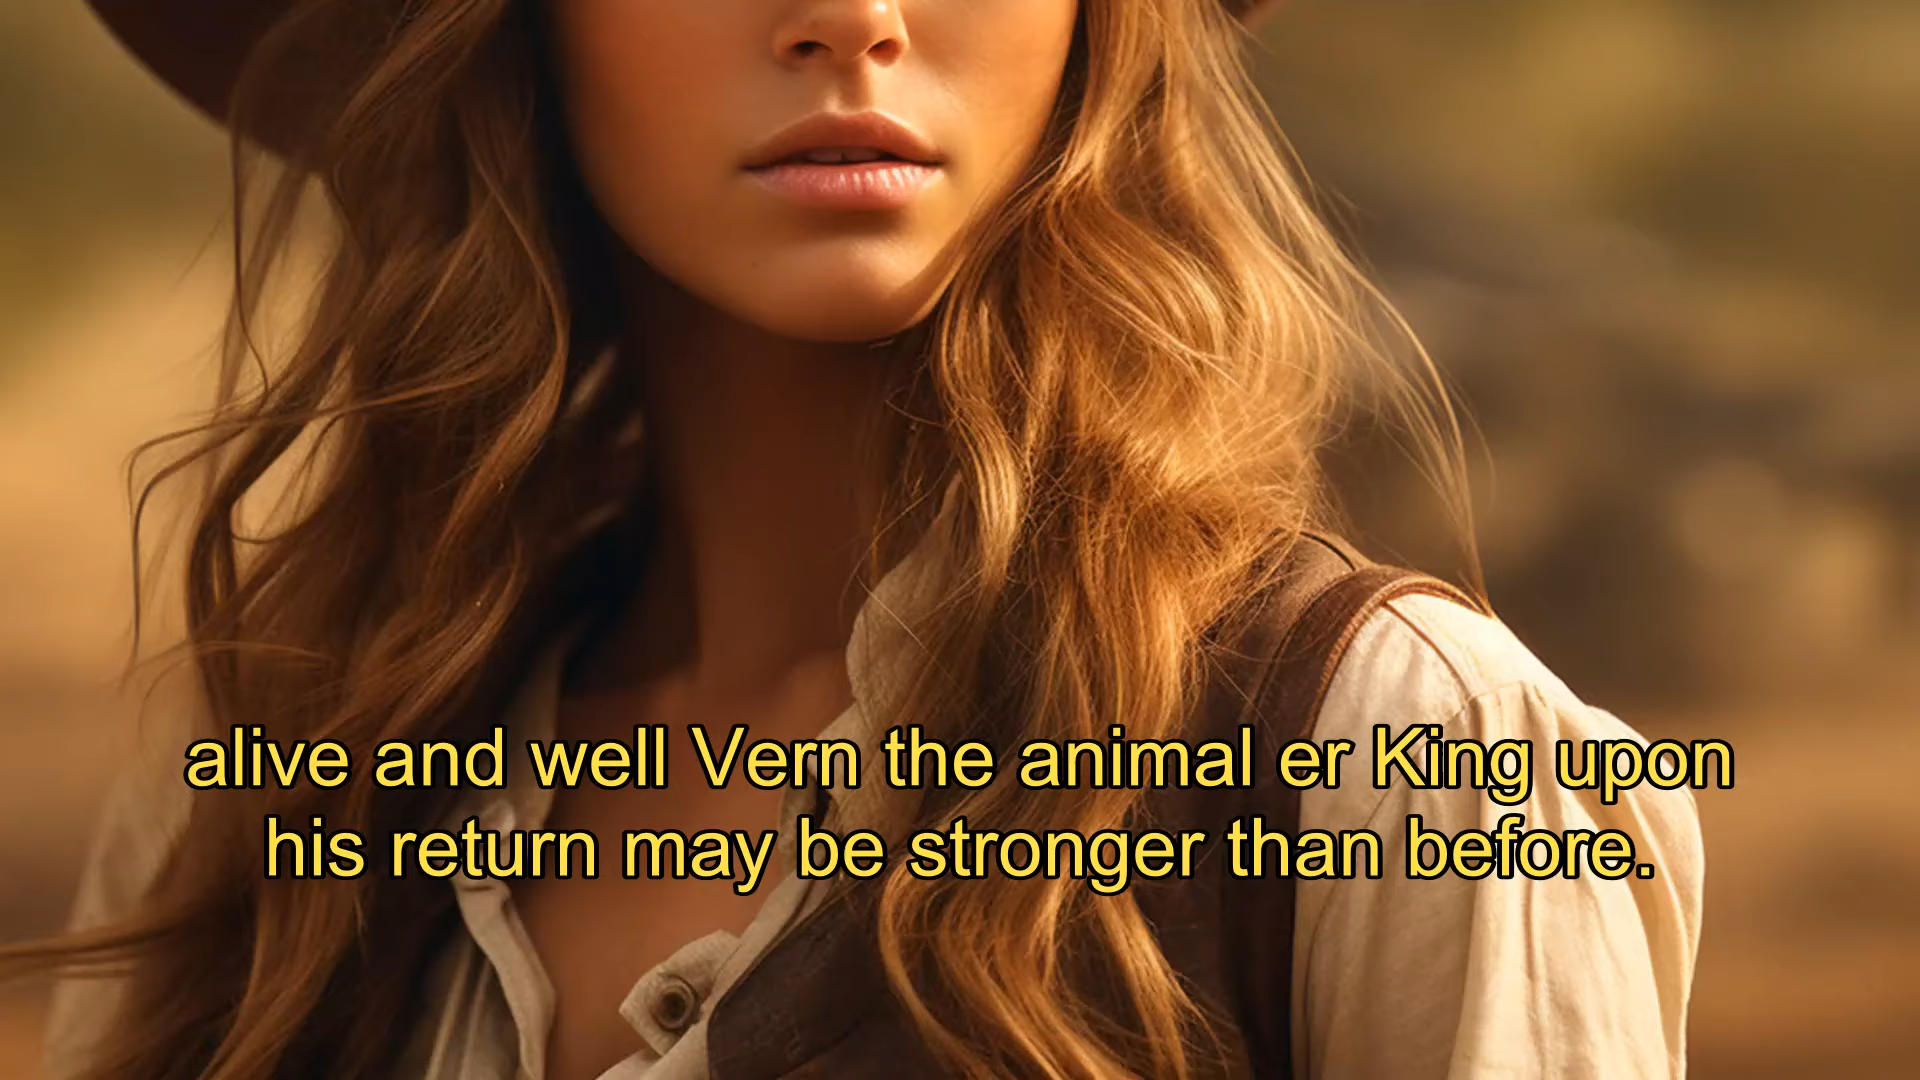 alive and well Vern the animal er King upon
his return may be stronger than before.